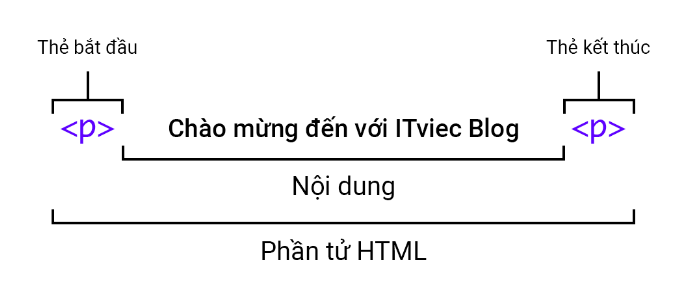 Thẻ bắt đầu Thẻ kết thúc
<p> Chào mừng đến với ITviec Blog <p>
Nội dung
Phần tử HTML